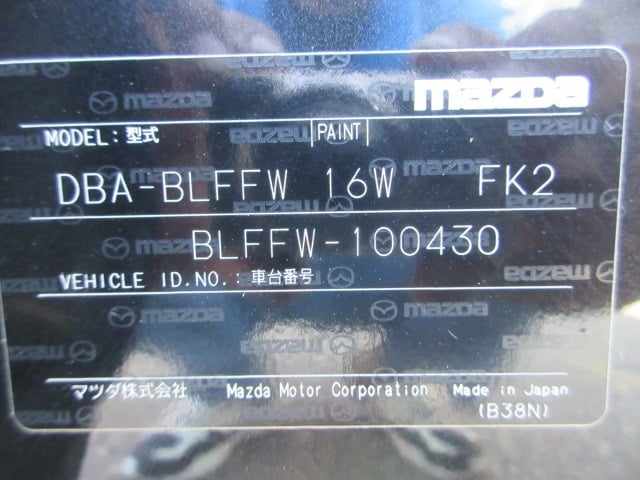 mazda
MODEL: 型式 PAINT
DBA-BLFFW 16W FK2
BLFFW-100430
VEHICLE ID.NO.: 車台番号
マツダ株式会社 Mazda Motor Corporation Made in Japan
(B38N)